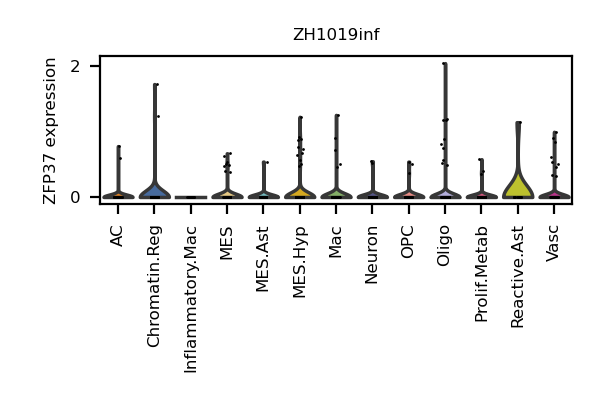 ZH1019inf
ZFP37 expression
2
0
AC
Chromatin.Reg
Inflammatory.Mac
MES
MES.Ast
MES.Hyp
Mac
Neuron
OPC
Oligo
Prolif.Metab
Reactive.Ast
Vasc